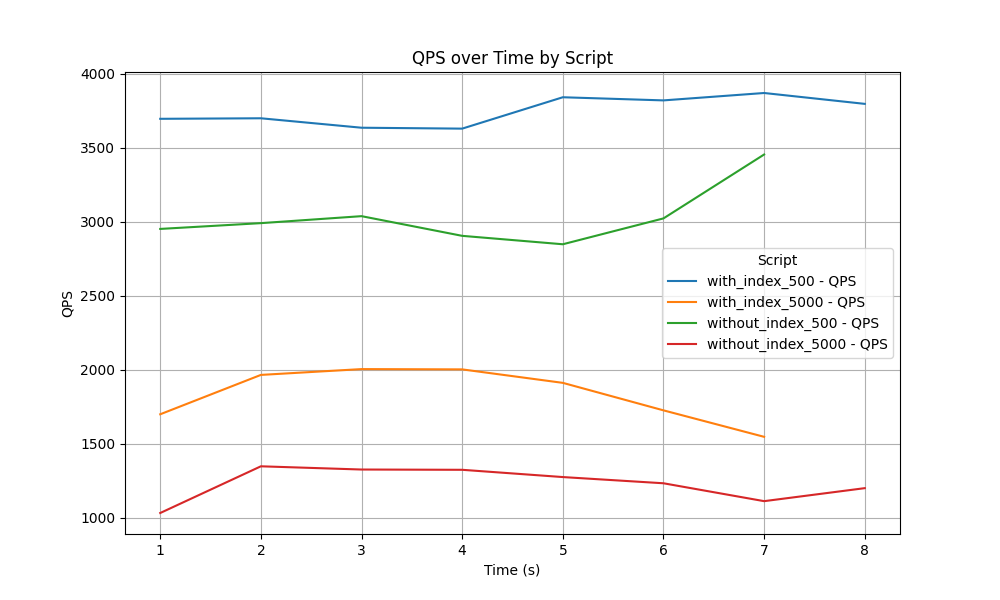 QPS over Time by Script
4000
3500
3000
2500
2000
1500
1000
QPS
Script
with_index_500 - QPS
with_index_5000 - QPS
without_index_500 - QPS
without_index_5000 - QPS
1 2 3 4 5 6 7 8
Time (s)